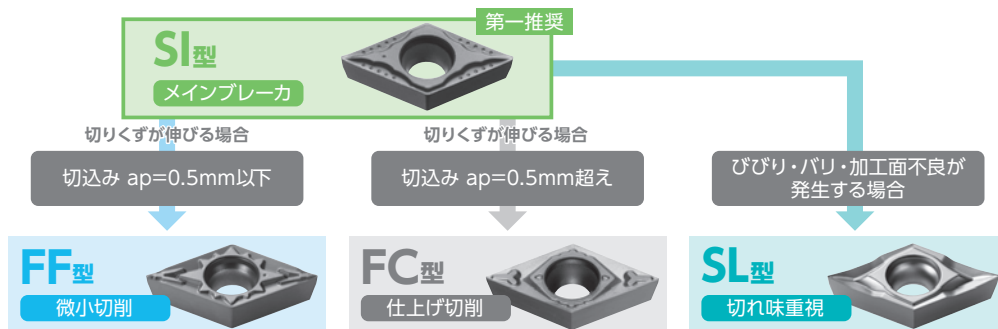 第一推奨
SI型
メインブレーカ
切りくずが伸びる場合
切りくずが伸びる場合
切込み ap=0.5mm以下
切込み ap=0.5mm超え
びびり・バリ・加工面不良が
発生する場合
FF型
微小切削
FC型
仕上げ切削
SL型
切れ味重視